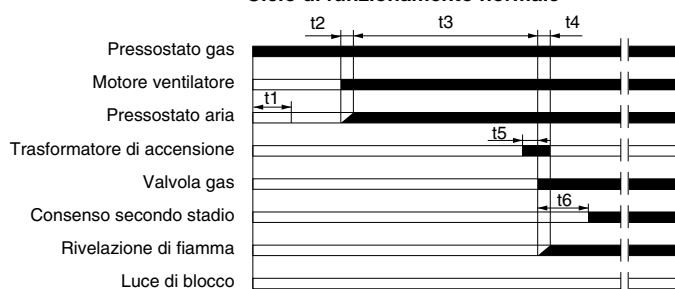 Ciclo di funzionamento normale
t2 t3 t4
Pressostato gas
Motore ventilatore
t1
Pressostato aria
t5
Trasformatore di accensione
Valvola gas
t6
Consenso secondo stadio
Rivelazione di fiamma
Luce di blocco